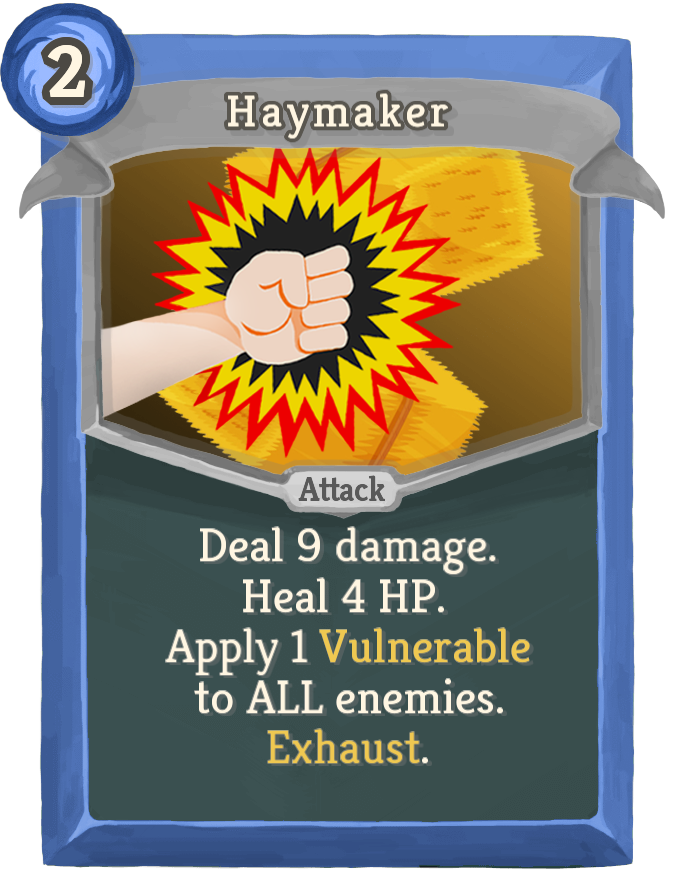 2
Haymaker
Attack
Deal 9 damage.
Heal 4 HP.
Apply 1 Vulnerable
to ALL enemies.
Exhaust.